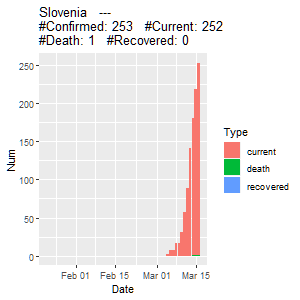 Slovenia   ---
#Confirmed: 253   #Current: 252
#Death: 1   #Recovered: 0
250
200
150
100
50
0
Num
Feb 01   Feb 15   Mar 01   Mar 15
Date
Type
current
death
recovered